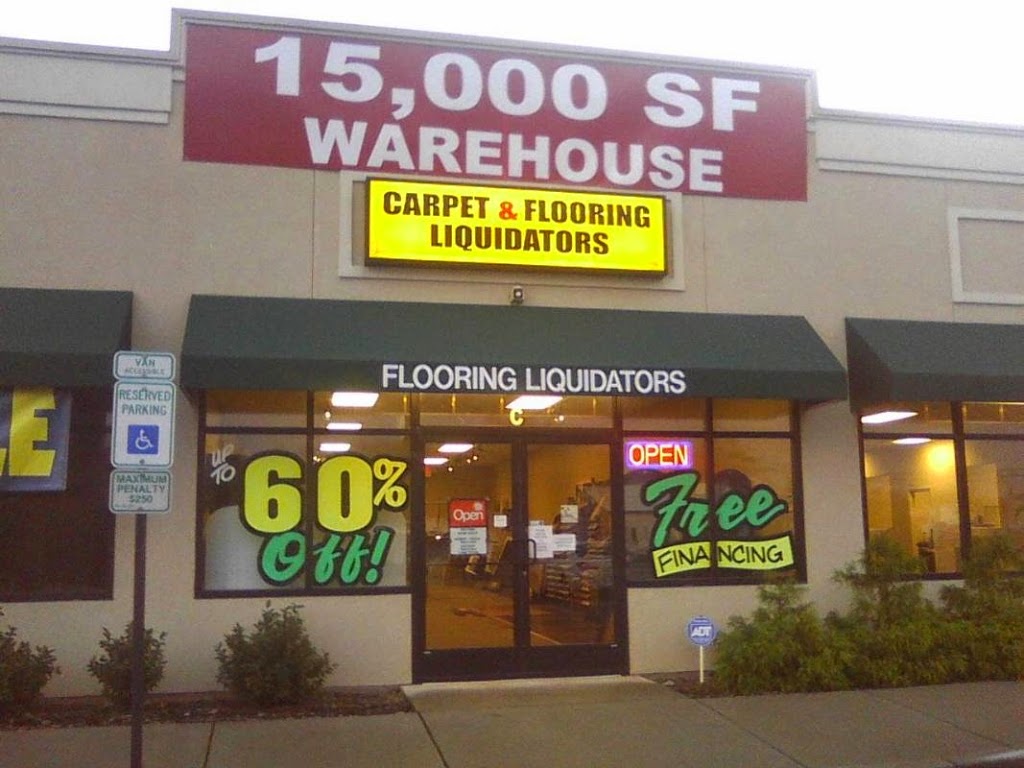 15,000 SF
WAREHOUSE
CARPET & FLOORING
LIQUIDATORS
FLOORING LIQUIDATORS
C
VAN
ACCESSIBLE
RESERVED
PARKING
MAXIMUM
PENALTY
$250
LE
UP
TO
60%
Off!
Open
OPEN
Free
FINANCING
ADT